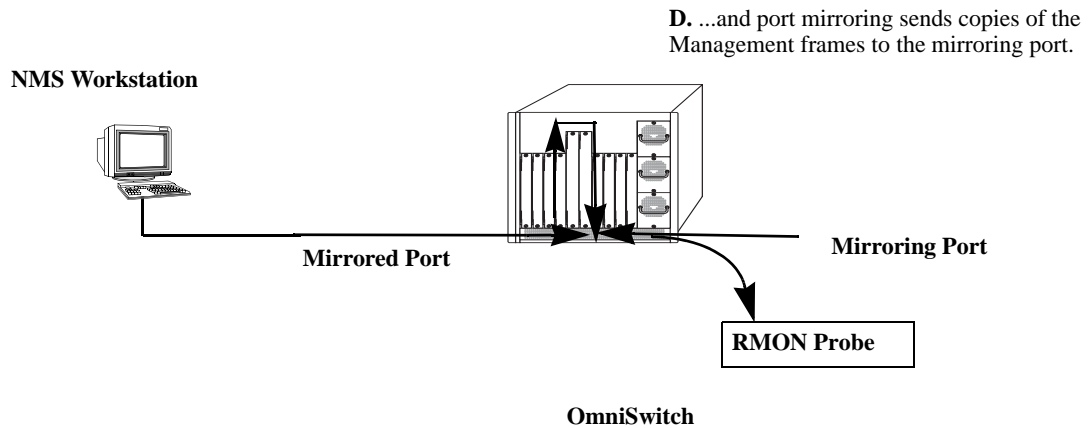 D. ...and port mirroring sends copies of the
Management frames to the mirroring port.
NMS Workstation
Mirrored Port
Mirroring Port
RMON Probe
OmniSwitch